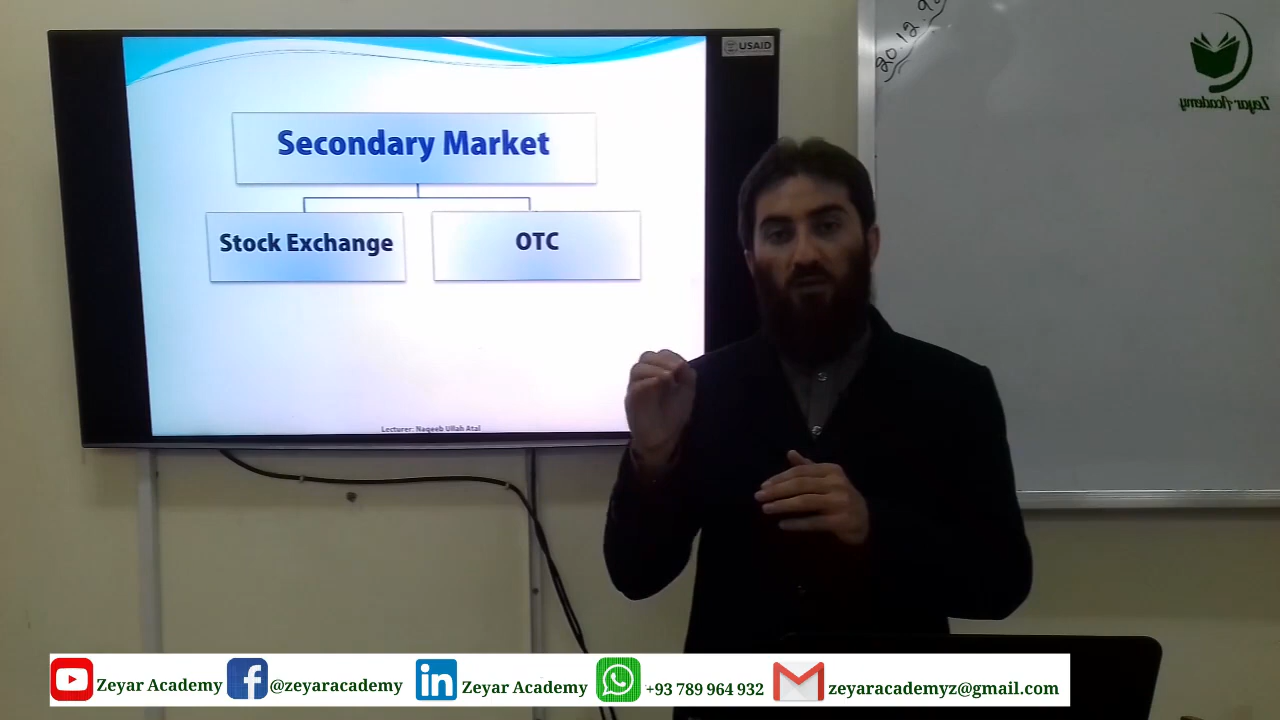 USAID
Secondary Market
Stock Exchange
OTC
Lecturer: Naqeeb Ullah Atal
Zeyar Academy
Zeyar Academy
@zeyaracademy
Zeyar Academy
+93 789 964 932
zeyaracademyz@gmail.com